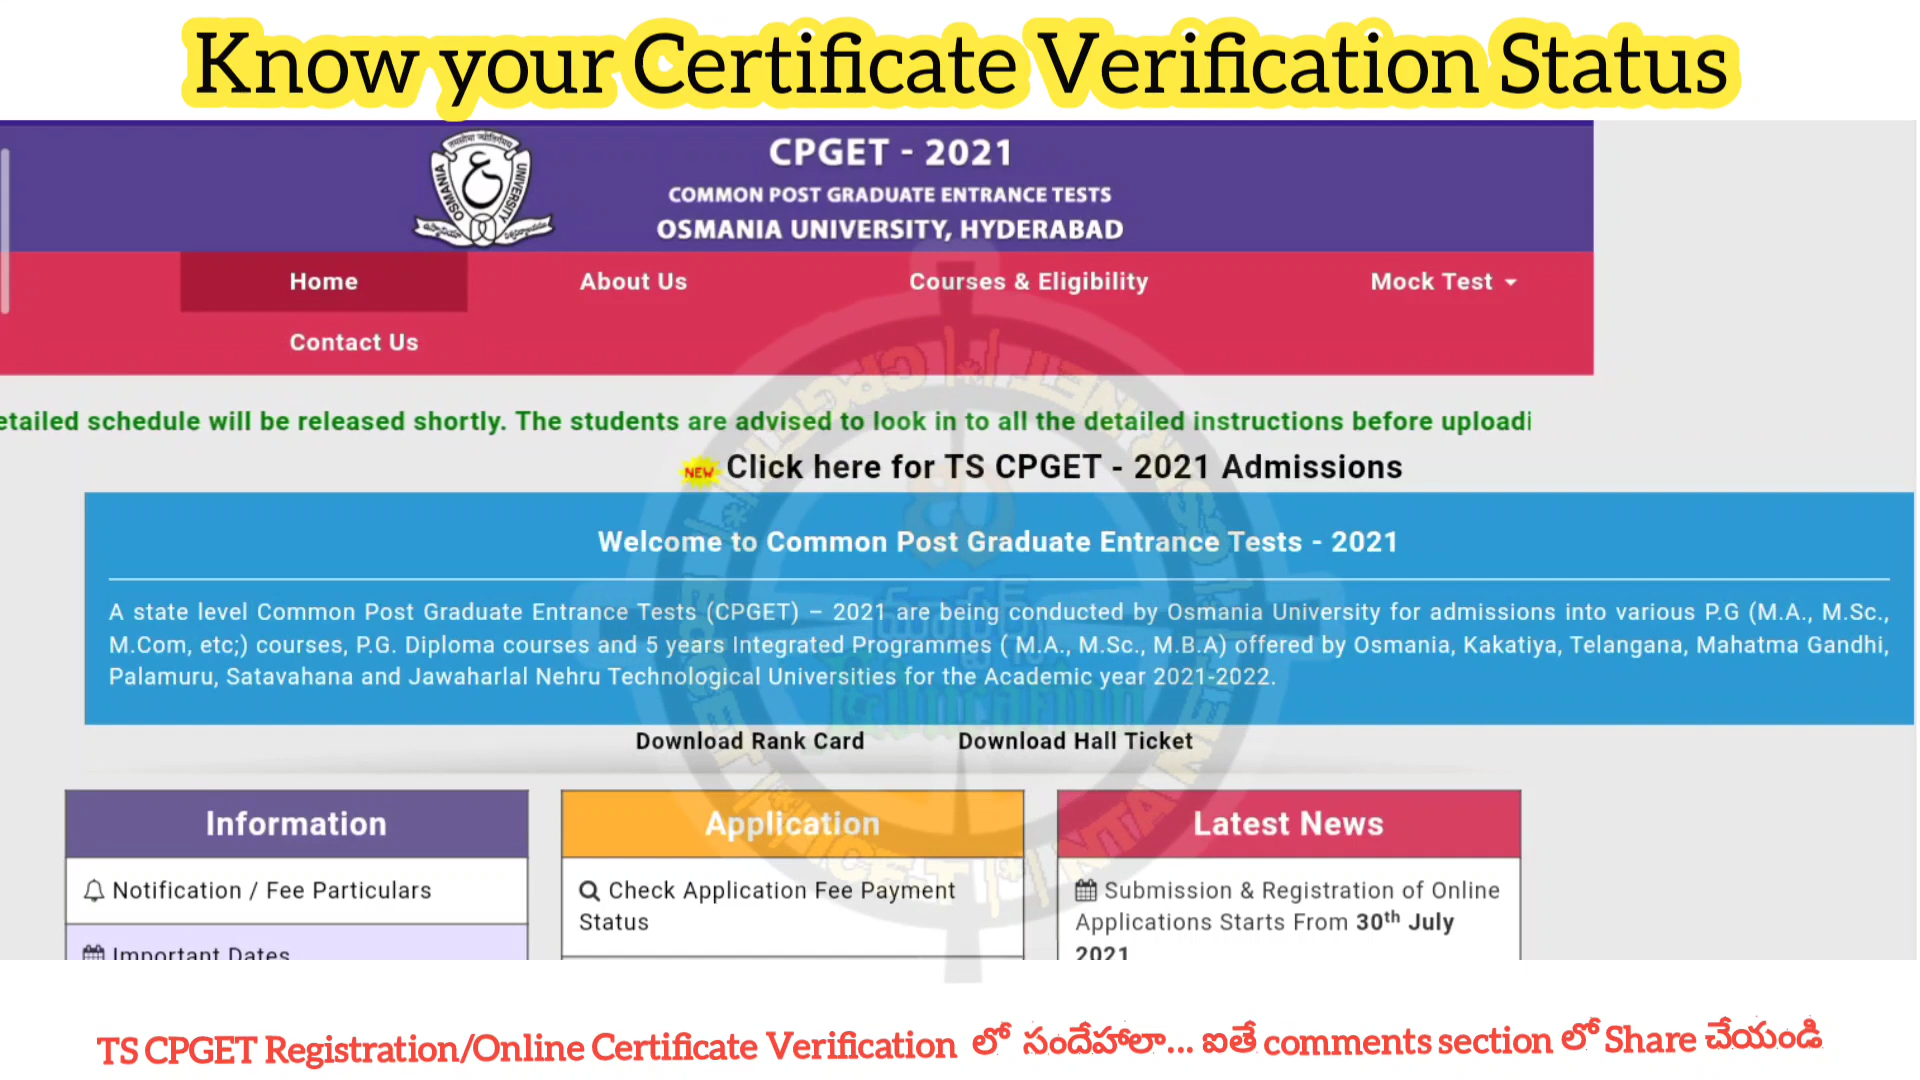 Know your Certificate Verification Status
CPGET - 2021
COMMON POST GRADUATE ENTRANCE TESTS
OSMANIA UNIVERSITY, HYDERABAD
OSMANIA UNIVERSITY
Home About Us Courses & Eligibility Mock Test
Contact Us
etailed schedule will be released shortly. The students are advised to look in to all the detailed instructions before uploadi
NEW Click here for TS CPGET - 2021 Admissions
Welcome to Common Post Graduate Entrance Tests - 2021
A state level Common Post Graduate Entrance Tests (CPGET) – 2021 are being conducted by Osmania University for admissions into various P.G (M.A., M.Sc.,
M.Com, etc;) courses, P.G. Diploma courses and 5 years Integrated Programmes ( M.A., M.Sc., M.B.A) offered by Osmania, Kakatiya, Telangana, Mahatma Gandhi,
Palamuru, Satavahana and Jawaharlal Nehru Technological Universities for the Academic year 2021-2022.
Download Rank Card Download Hall Ticket
Information
Notification / Fee Particulars
Important Dates
Application
Check Application Fee Payment
Status
Latest News
Submission & Registration of Online
Applications Starts From 30th July
2021
TS CPGET Registration/Online Certificate Verification లో సందేహాలా... ఐతే comments section లో Share చేయండి